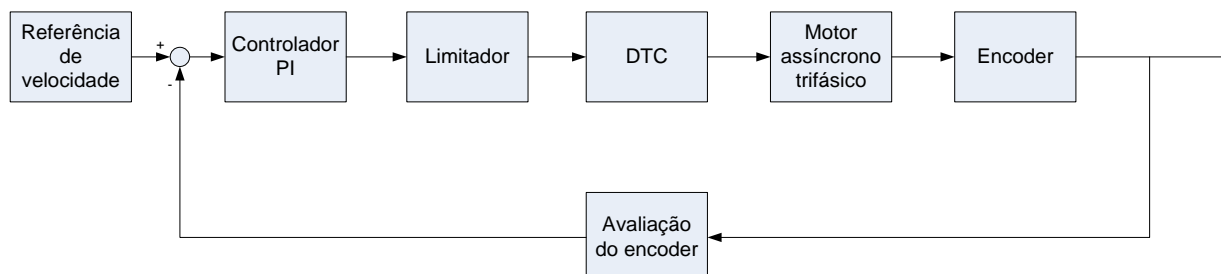 Referência
de
velocidade
+
-
Controlador
PI
Limitador
DTC
Motor
assíncrono
trifásico
Encoder
Avaliação
do encoder